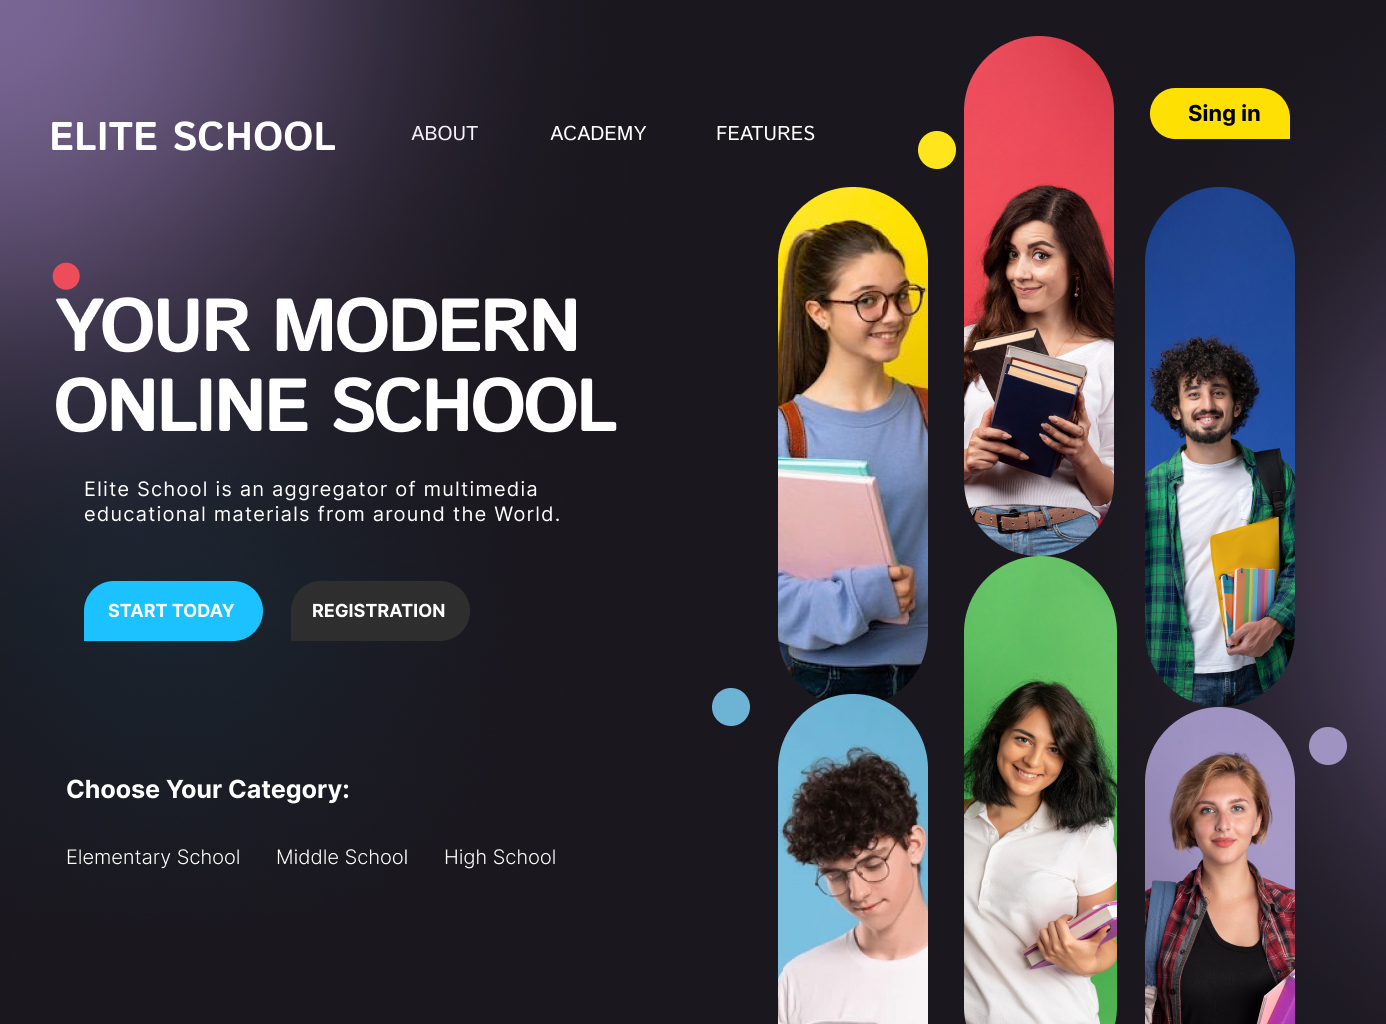 ELITE SCHOOL
ABOUT
ACADEMY
FEATURES
Sing in
YOUR MODERN
ONLINE SCHOOL
Elite School is an aggregator of multimedia
educational materials from around the World.
START TODAY
REGISTRATION
Choose Your Category:
Elementary School
Middle School
High School